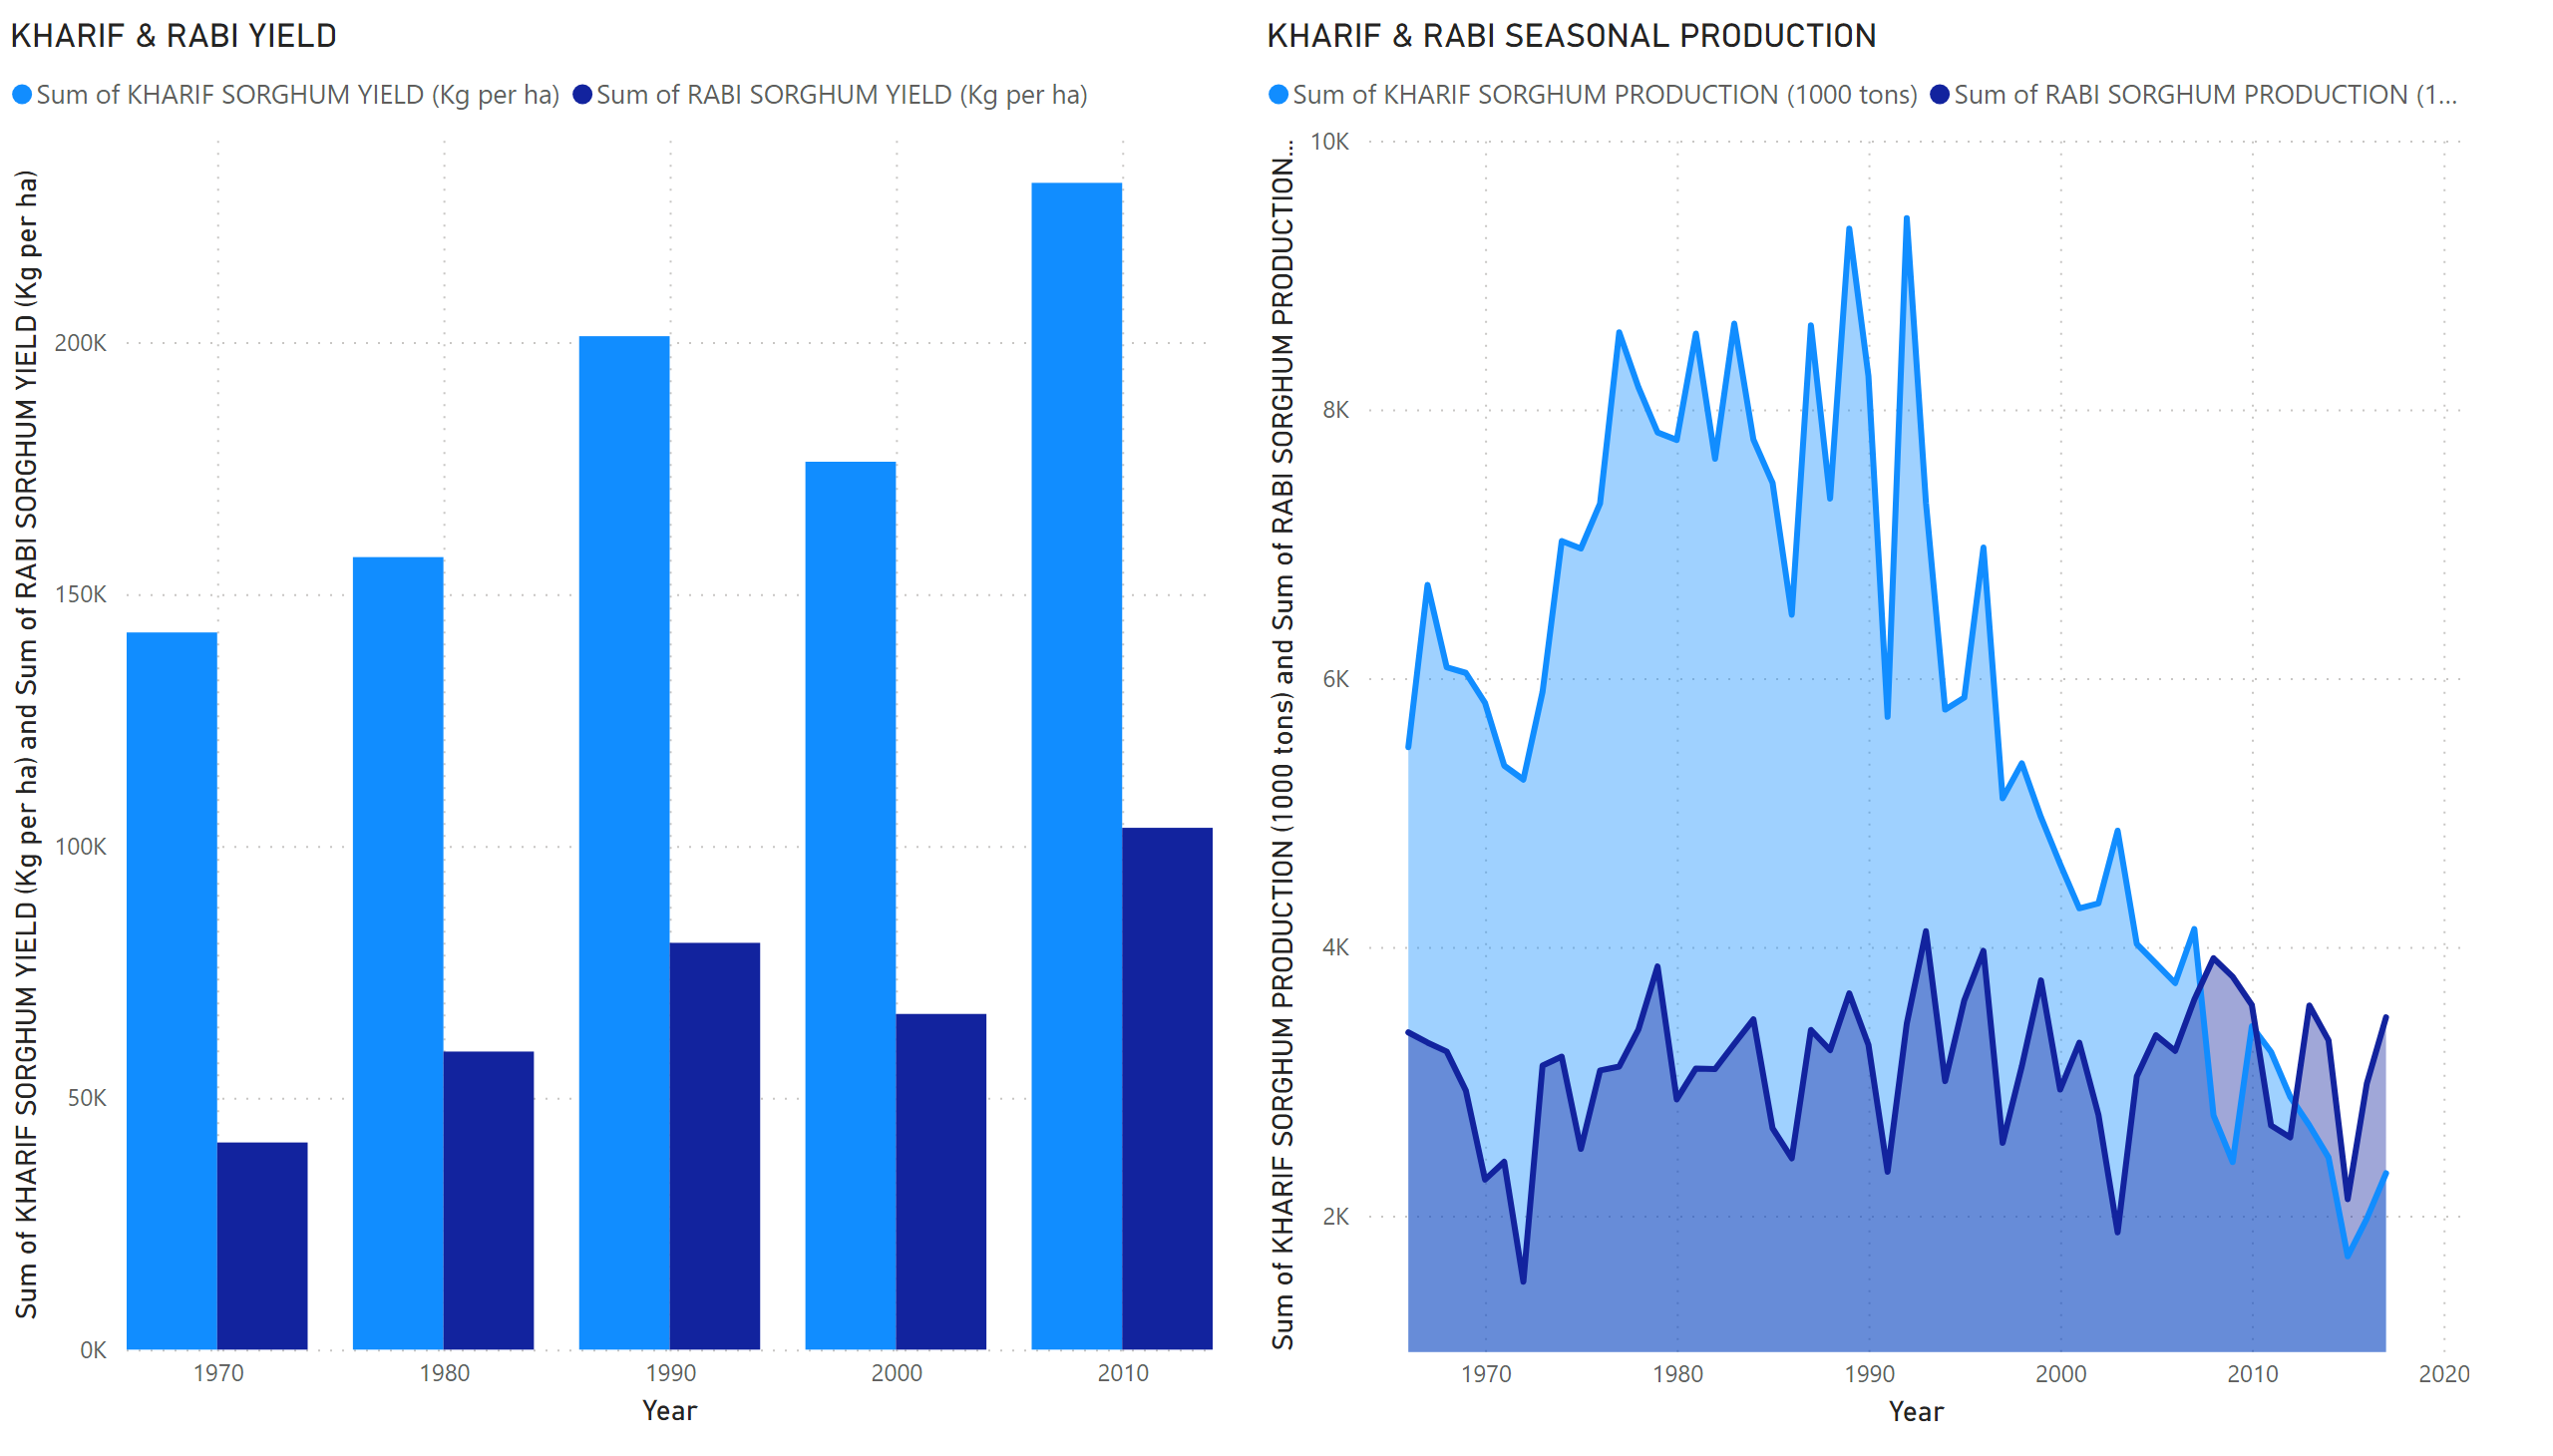 KHARIF & RABI YIELD
Sum of KHARIF SORGHUM YIELD (Kg per ha) Sum of RABI SORGHUM YIELD (Kg per ha)
Sum of KHARIF SORGHUM YIELD (Kg per ha) and Sum of RABI SORGHUM YIELD (Kg per ha)
200K
150K
100K
50K
0K
1970 1980 1990 2000 2010
Year
KHARIF & RABI SEASONAL PRODUCTION
Sum of KHARIF SORGHUM PRODUCTION (1000 tons) Sum of RABI SORGHUM PRODUCTION (1...
Sum of KHARIF SORGHUM PRODUCTION (1000 tons) and Sum of RABI SORGHUM PRODUCTION...
10K
8K
6K
4K
2K
1970 1980 1990 2000 2010 2020
Year